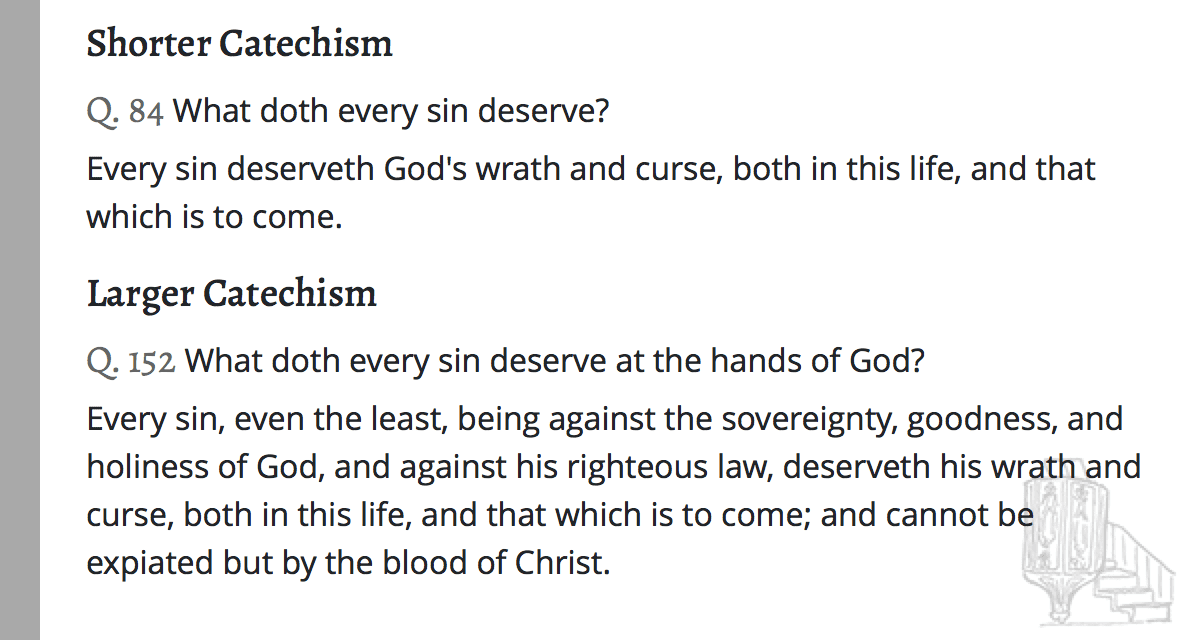 Shorter Catechism
Q. 84 What doth every sin deserve?
Every sin deserveth God's wrath and curse, both in this life, and that
which is to come.
Larger Catechism
Q. 152 What doth every sin deserve at the hands of God?
Every sin, even the least, being against the sovereignty, goodness, and
holiness of God, and against his righteous law, deserveth his wrath and
curse, both in this life, and that which is to come; and cannot be
expiated but by the blood of Christ.